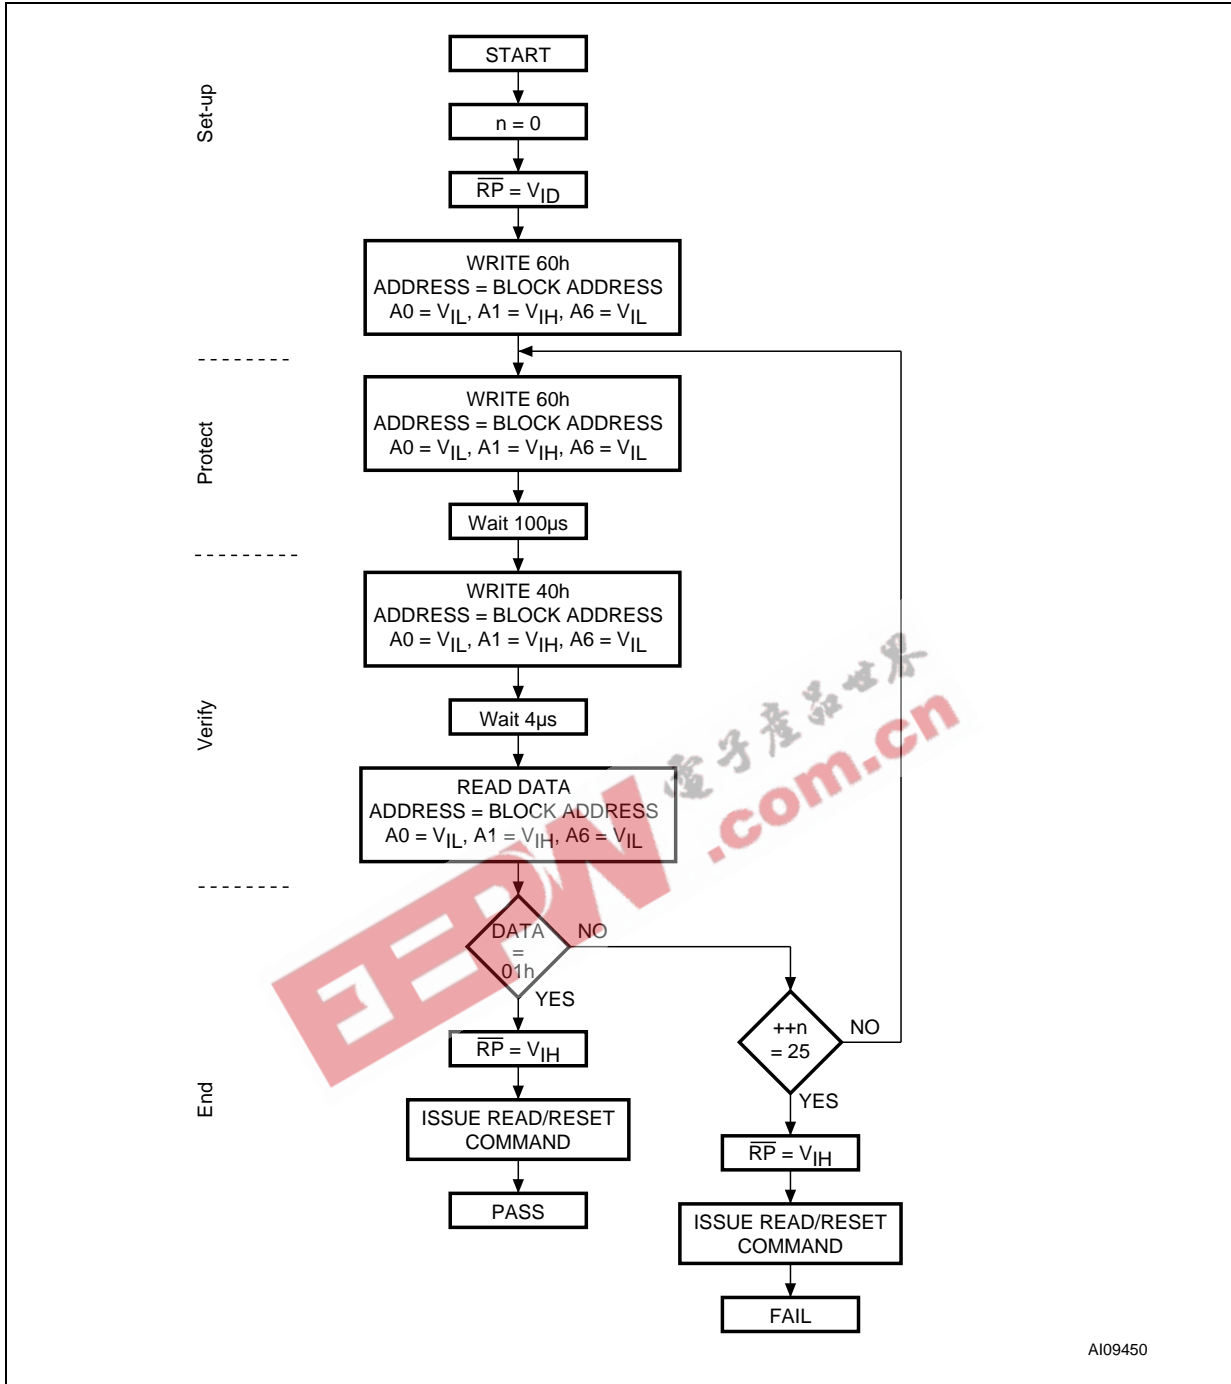 START
Set-up
n = 0
RP = VID
WRITE 60h
ADDRESS = BLOCK ADDRESS
A0 = VIL, A1 = VIH, A6 = VIL
Protect
WRITE 60h
ADDRESS = BLOCK ADDRESS
A0 = VIL, A1 = VIH, A6 = VIL
Wait 100µs
Verify
WRITE 40h
ADDRESS = BLOCK ADDRESS
A0 = VIL, A1 = VIH, A6 = VIL
Wait 4µs
READ DATA
ADDRESS = BLOCK ADDRESS
A0 = VIL, A1 = VIH, A6 = VIL
電子産品世界
EEPW.com.cn
End
DATA
=
01h
NO
YES
++n
= 25
NO
YES
RP = VIH
ISSUE READ/RESET
COMMAND
PASS
RP = VIH
ISSUE READ/RESET
COMMAND
FAIL
AI09450